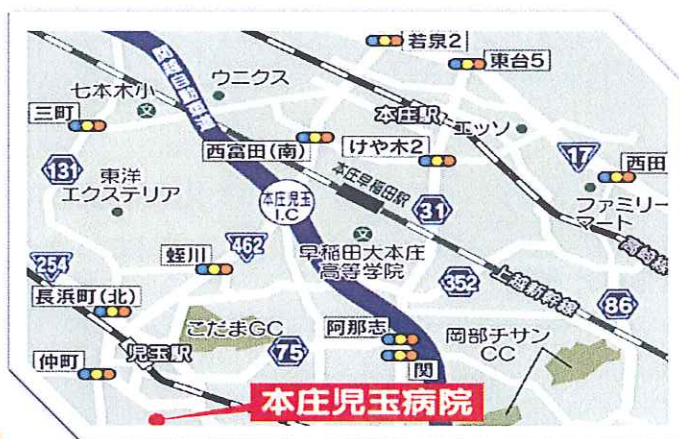 若泉2
東台5
ウニクス
七本木小
文
三町
関越自動車道
本庄駅
エッソ
西富田(南)
けや木2
17
西田
131
東洋
エクステリア
本庄早稲田駅
本庄児玉
I.C
31
ファミリー
マート
高崎線
文
早稲田大本庄
高等学院
462
蛭川
254
352
上越新幹線
長浜町(北)
86
こだまGC
阿那志
岡部チサン
CC
児玉駅
75
仲町
関
本庄児玉病院